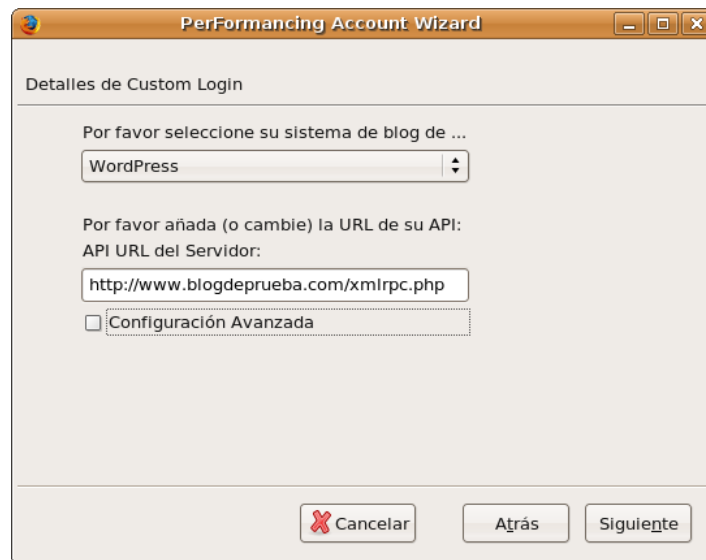 PerFormancing Account Wizard
Detalles de Custom Login
Por favor seleccione su sistema de blog de ...
WordPress
Por favor añada (o cambie) la URL de su API:
API URL del Servidor:
http://www.blogdeprueba.com/xmlrpc.php
Configuración Avanzada
Cancelar Atrás Siguiente